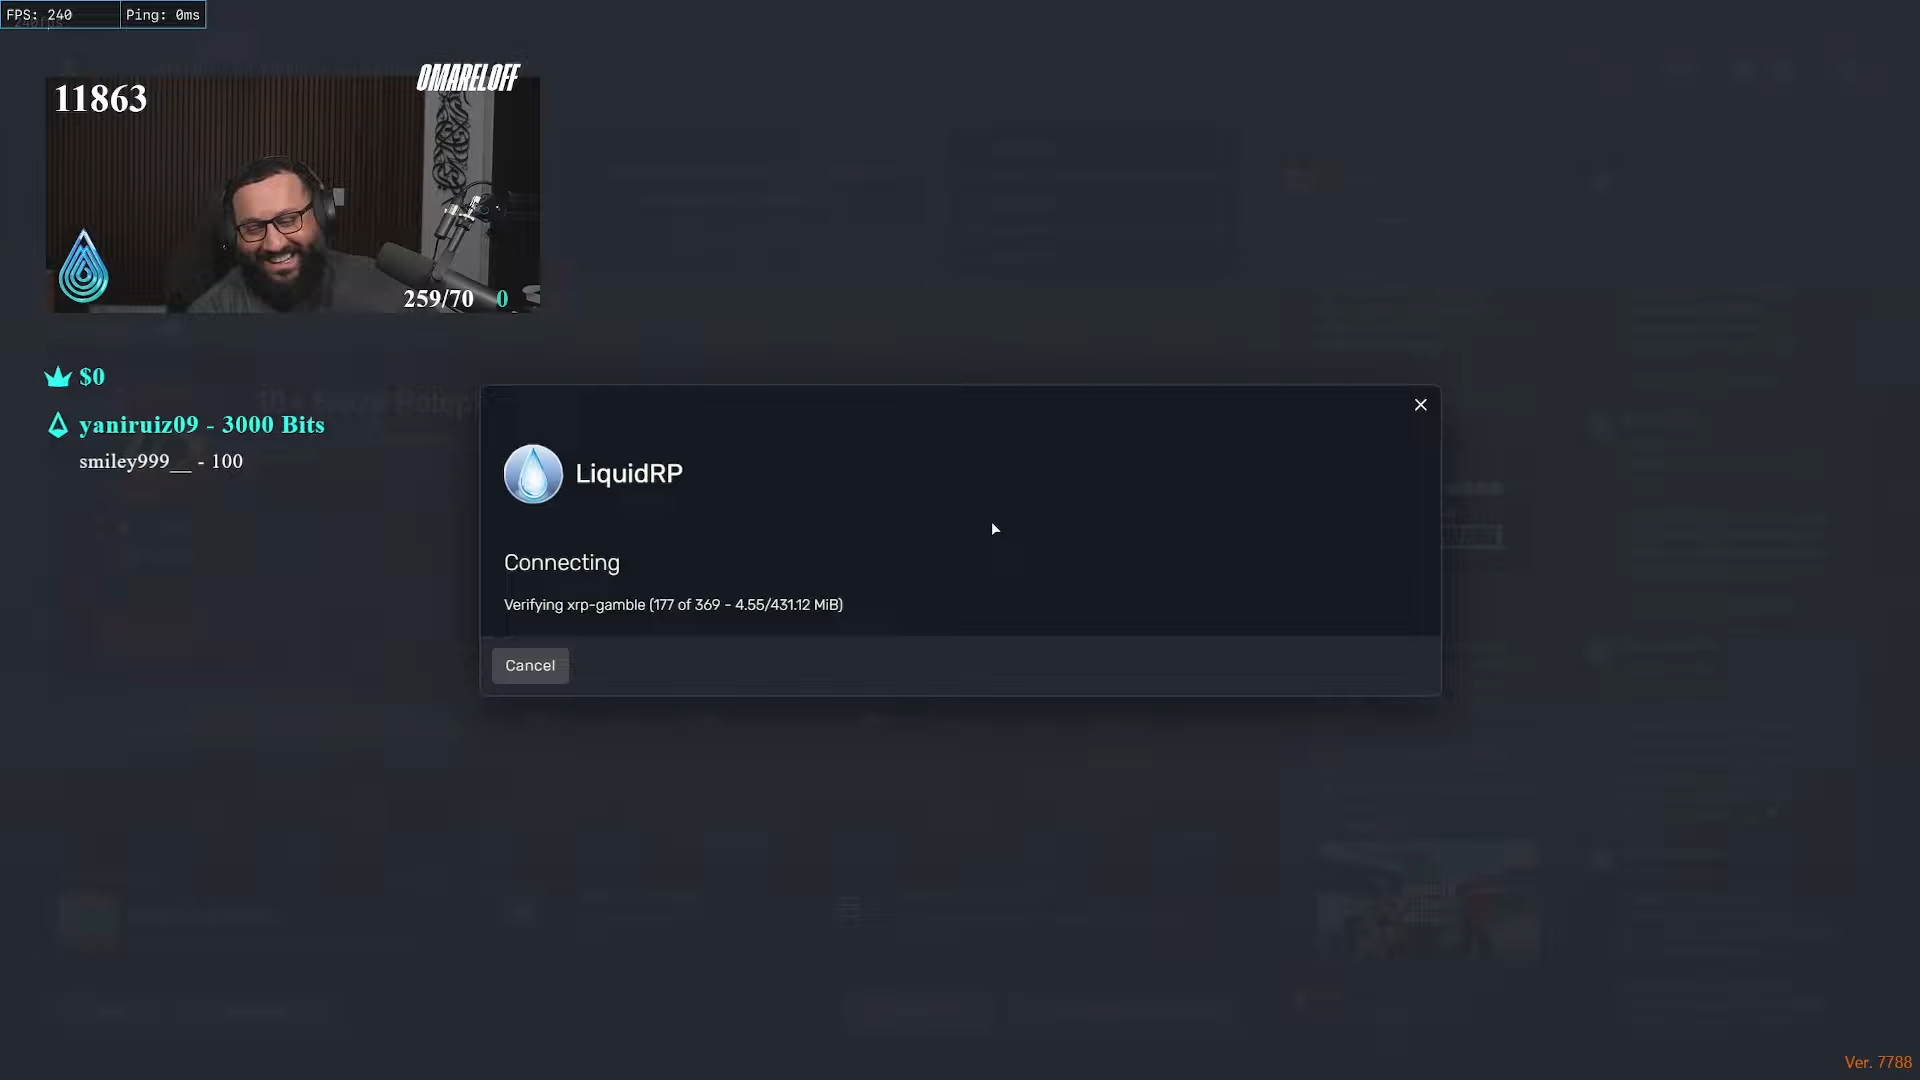 FPS: 240
Ping: 0ms
OMARELOFF
11863
259/70 0
$0
yaniruiz09 - 3000 Bits
smiley999__ - 100
LiquidRP
Connecting
Verifying xrp-gamble (177 of 369 - 4.55/431.12 MiB)
Cancel
Ver. 7788